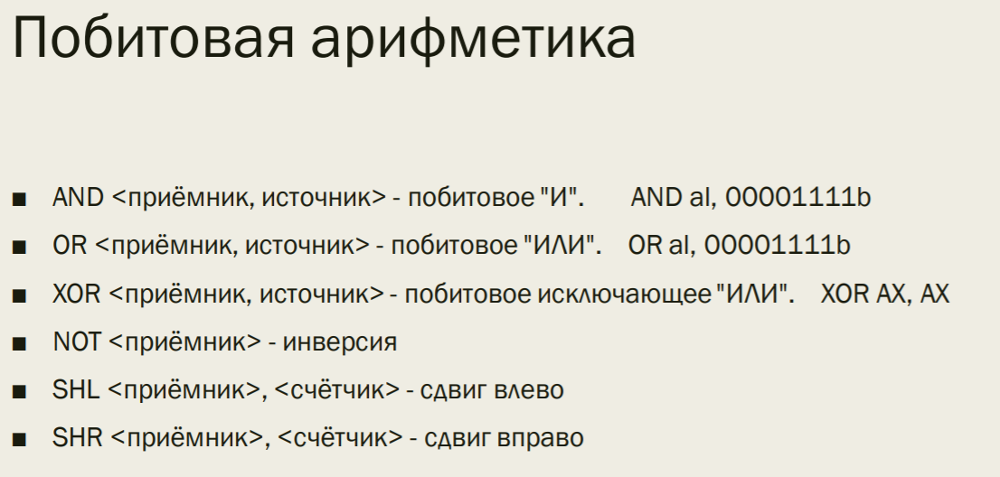 Побитовая арифметика
■ AND <приёмник, источник> - побитовое "И". AND al, 00001111b
■ OR <приёмник, источник> - побитовое "ИЛИ". OR al, 00001111b
■ XOR <приёмник, источник> - побитовое исключающее "ИЛИ". XOR AX, AX
■ NOT <приёмник> - инверсия
■ SHL <приёмник>, <счётчик> - сдвиг влево
■ SHR <приёмник>, <счётчик> - сдвиг вправо